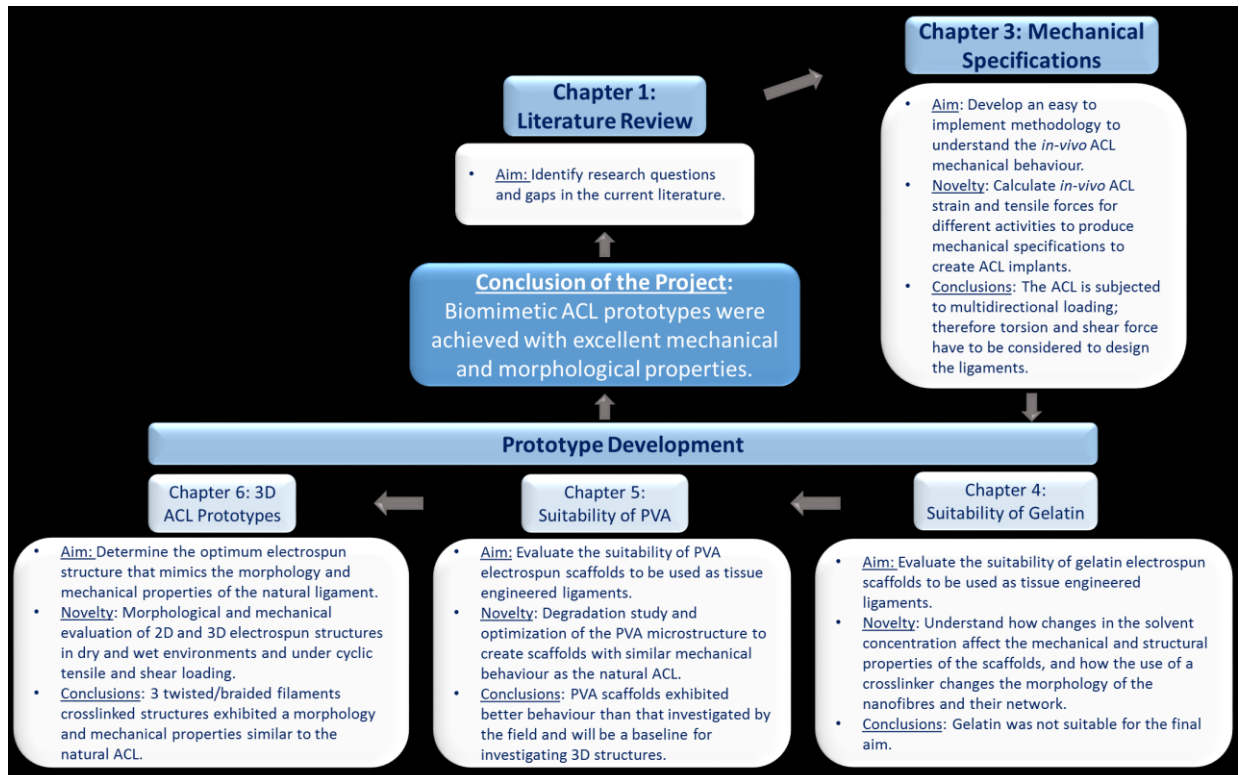 Chapter 1:
Literature Review
• Aim: Identify research questions
and gaps in the current literature.
Chapter 3: Mechanical
Specifications
• Aim: Develop an easy to
implement methodology to
understand the in-vivo ACL
mechanical behaviour.
• Novelty: Calculate in-vivo ACL
strain and tensile forces for
different activities to produce
mechanical specifications to
create ACL implants.
• Conclusions: The ACL is subjected
to multidirectional loading;
therefore torsion and shear force
have to be considered to design
the ligaments.
Conclusion of the Project:
Biomimetic ACL prototypes were
achieved with excellent mechanical
and morphological properties.
Prototype Development
Chapter 6: 3D
ACL Prototypes
• Aim: Determine the optimum electrospun
structure that mimics the morphology and
mechanical properties of the natural ligament.
• Novelty: Morphological and mechanical
evaluation of 2D and 3D electrospun structures
in dry and wet environments and under cyclic
tensile and shear loading.
• Conclusions: 3 twisted/braided filaments
crosslinked structures exhibited a morphology
and mechanical properties similar to the
natural ACL.
Chapter 5:
Suitability of PVA
• Aim: Evaluate the suitability of PVA
electrospun scaffolds to be used as tissue
engineered ligaments.
• Novelty: Degradation study and
optimization of the PVA microstructure to
create scaffolds with similar mechanical
behaviour as the natural ACL.
• Conclusions: PVA scaffolds exhibited
better behaviour than that investigated by
the field and will be a baseline for
investigating 3D structures.
Chapter 4:
Suitability of Gelatin
• Aim: Evaluate the suitability of gelatin electrospun
scaffolds to be used as tissue engineered
ligaments.
• Novelty: Understand how changes in the solvent
concentration affect the mechanical and structural
properties of the scaffolds, and how the use of a
crosslinker changes the morphology of the
nanofibres and their network.
• Conclusions: Gelatin was not suitable for the final
aim.